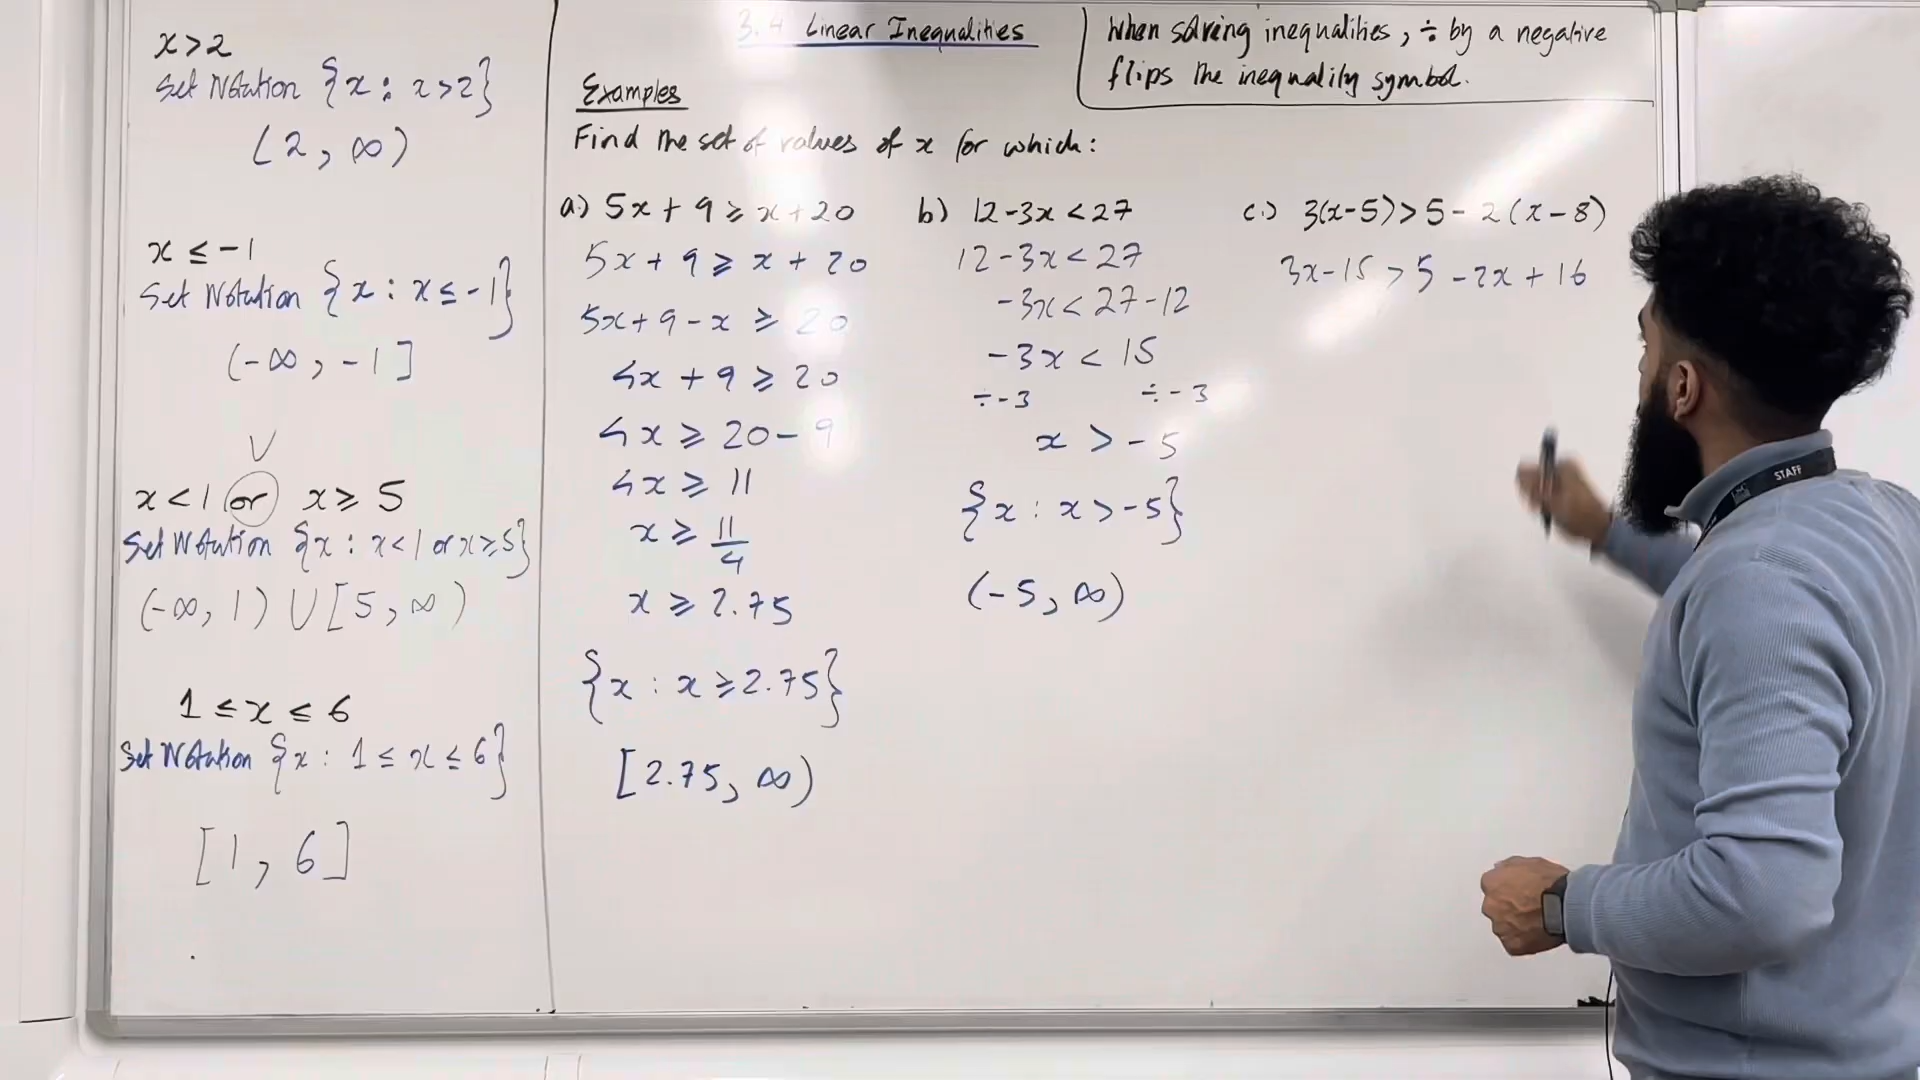 x>2
Set Notation {x : x>2}
(2, ∞)
x ≤ -1
Set Notation {x : x ≤ -1}
(-∞, -1]
∪
x < 1 or x ≥ 5
Set Notation {x : x<1 or x≥5}
(-∞, 1) ∪ [5, ∞)
1 ≤ x ≤ 6
Set Notation {x : 1 ≤ x ≤ 6}
[1, 6]
3.4 Linear Inequalities
When solving inequalities, ÷ by a negative
flips the inequality symbol.
Examples
Find the set of values of x for which:
a.) 5x + 9 ≥ x + 20
5x + 9 ≥ x + 20
5x + 9 - x ≥ 20
4x + 9 ≥ 20
4x ≥ 20 - 9
4x ≥ 11
x ≥ 11/4
x ≥ 2.75
{x : x ≥ 2.75}
[2.75, ∞)
b) 12-3x < 27
12-3x < 27
-3x < 27-12
-3x < 15
÷-3 ÷-3
x > -5
{x : x > -5}
(-5, ∞)
c.) 3(x-5) > 5 - 2(x-8)
3x-15 > 5 - 2x + 16
STAFF